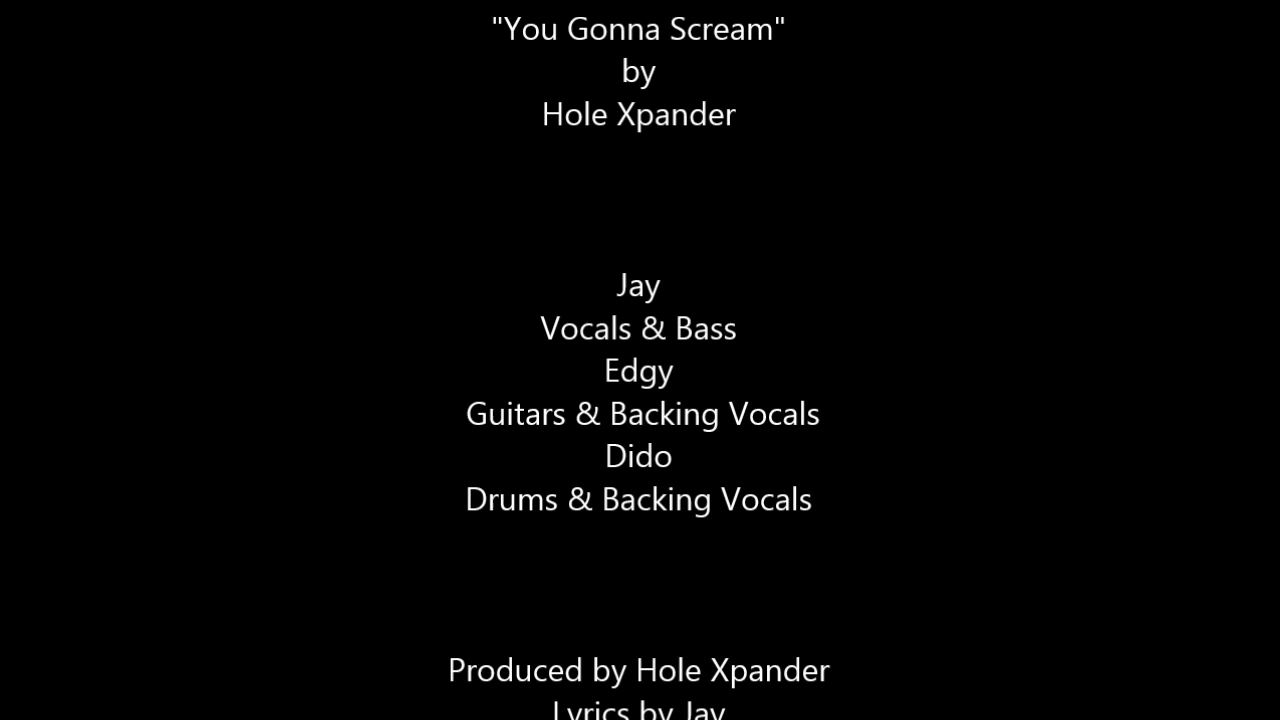 "You Gonna Scream"
by
Hole Xpander
Jay
Vocals & Bass
Edgy
Guitars & Backing Vocals
Dido
Drums & Backing Vocals
Produced by Hole Xpander
Lyrics by Jay